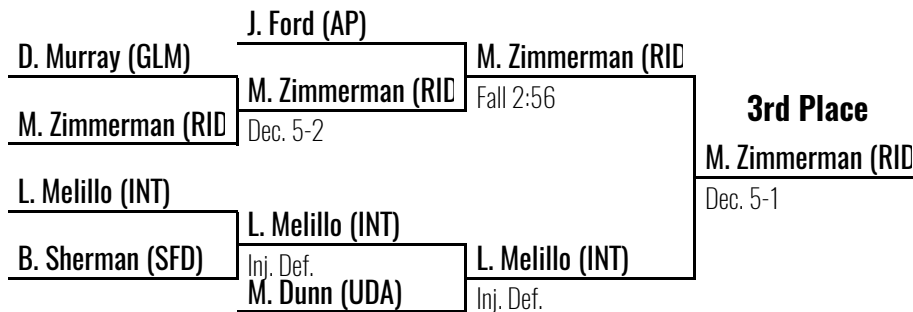 J. Ford (AP)
D. Murray (GLM)
M. Zimmerman (RID
M. Zimmerman (RID
Fall 2:56
M. Zimmerman (RID
Dec. 5-2
3rd Place
M. Zimmerman (RID
Dec. 5-1
L. Melillo (INT)
L. Melillo (INT)
B. Sherman (SFD)
Inj. Def.
L. Melillo (INT)
M. Dunn (UDA)
Inj. Def.